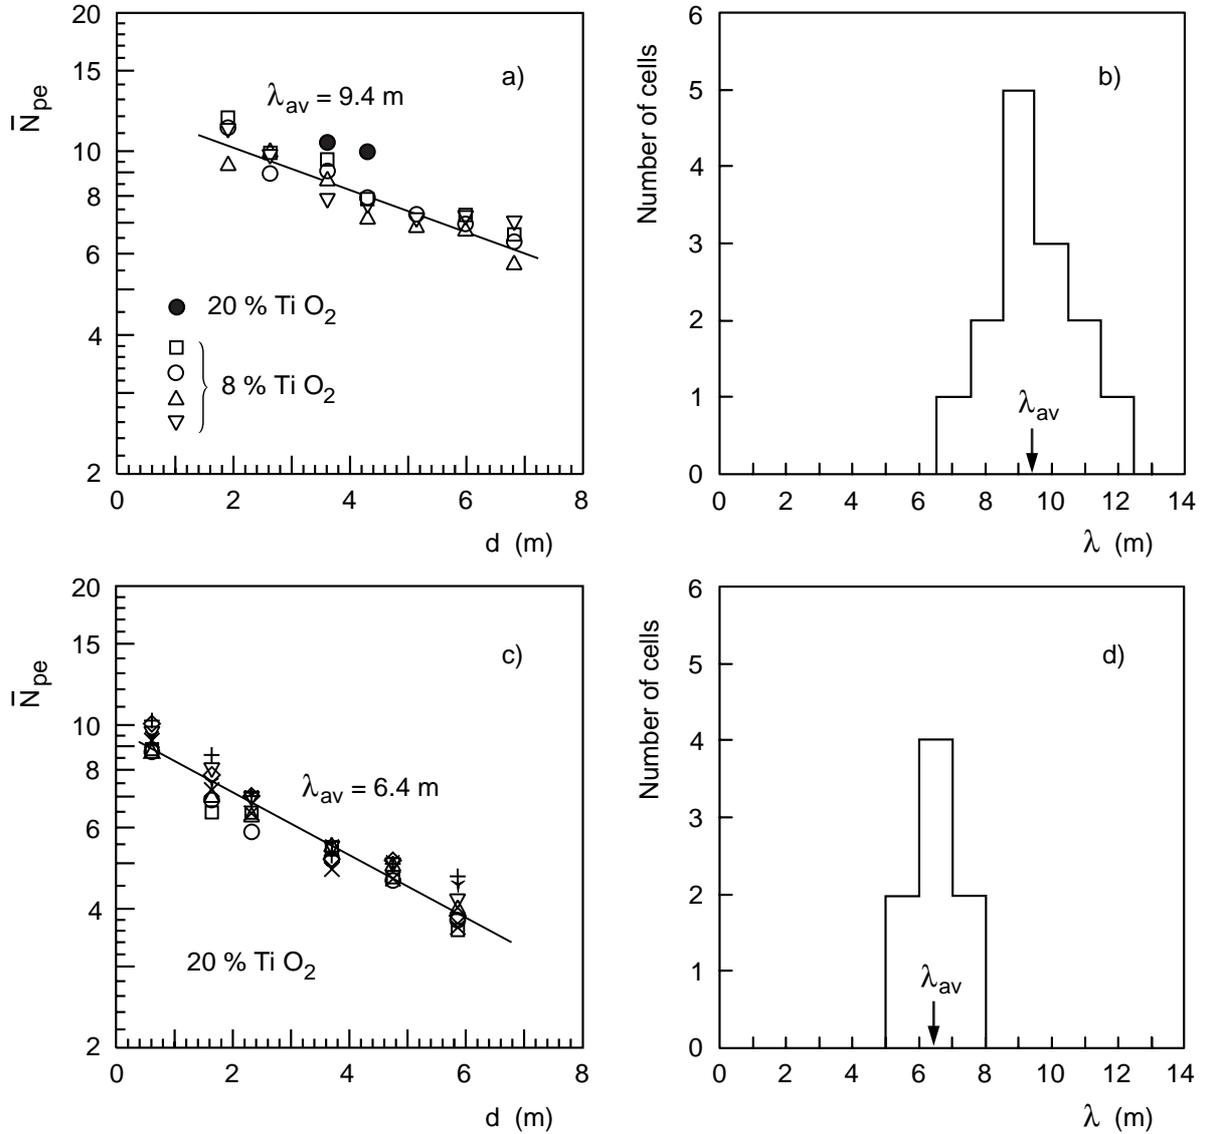 20
15
10
8
6
4
2
N̅pe
a)
λav = 9.4 m
20 % Ti O2
8 % Ti O2
0 2 4 6 8
d (m)
6
5
4
3
2
1
0
Number of cells
b)
λav
0 2 4 6 8 10 12 14
λ (m)
20
15
10
8
6
4
2
N̅pe
c)
λav = 6.4 m
20 % Ti O2
0 2 4 6 8
d (m)
6
5
4
3
2
1
0
Number of cells
d)
λav
0 2 4 6 8 10 12 14
λ (m)